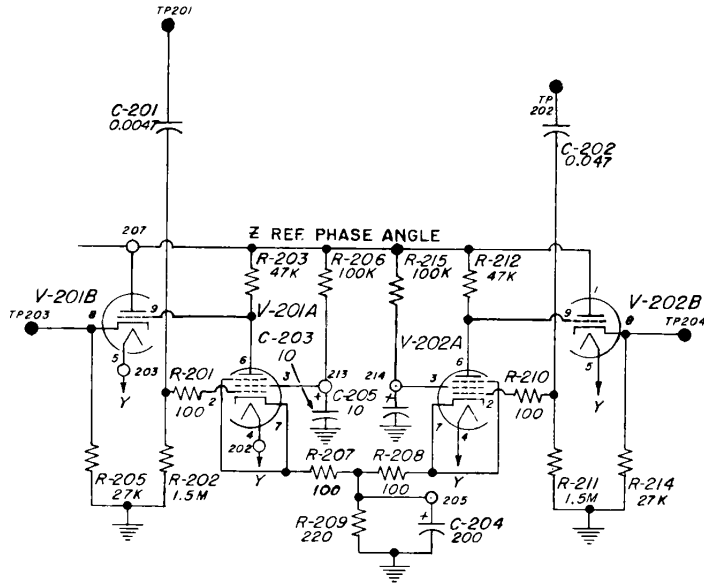 TP201
C-201
0.0047
TP
202
C-202
0.047
207
Z REF. PHASE ANGLE
R-203
47K
R-206
100K
R-215
100K
R-212
47K
V-201B
TP203
8
9
5
203
Y
V-201A
C-203
10
6
3
2
7
4
202
Y
R-201
100
213
+
214
+
C-205
10
V-202A
6
3
2
7
4
Y
R-210
100
1
9
8
5
Y
V-202B
TP204
R-205
27K
R-202
1.5M
R-207
100
R-208
100
205
R-209
220
+
C-204
200
R-211
1.5M
R-214
27K